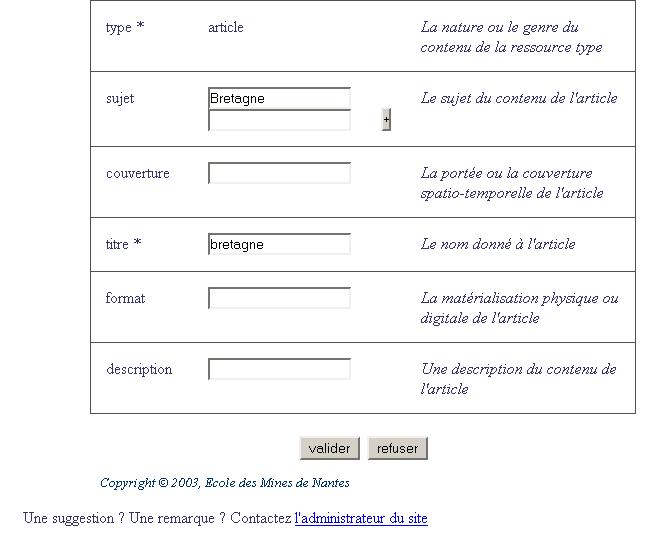 type * article La nature ou le genre du
contenu de la ressource type
sujet Bretagne Le sujet du contenu de l'article
+
couverture La portée ou la couverture
spatio-temporelle de l'article
titre * bretagne Le nom donné à l'article
format La matérialisation physique ou
digitale de l'article
description Une description du contenu de
l'article
valider refuser
Copyright © 2003, Ecole des Mines de Nantes
Une suggestion ? Une remarque ? Contactez l'administrateur du site